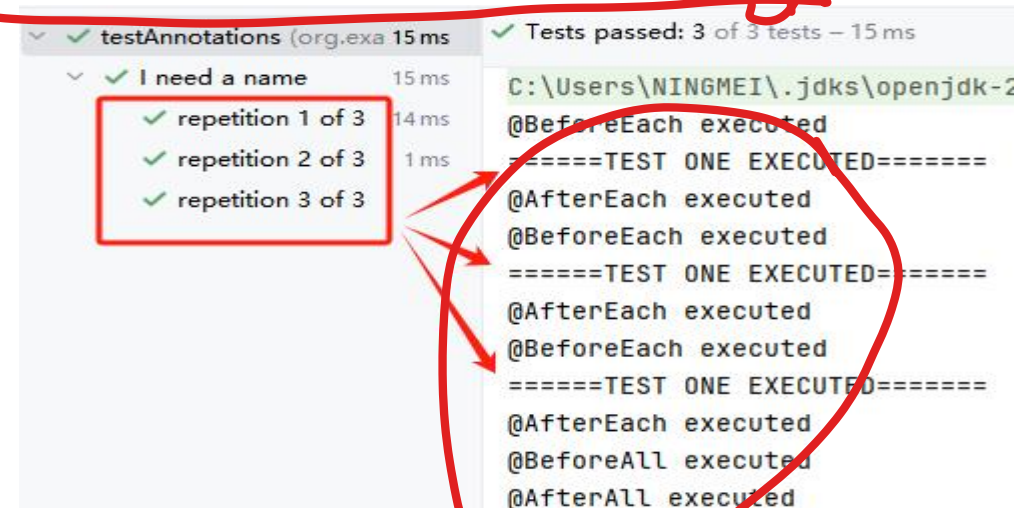 testAnnotations (org.exa 15 ms
I need a name 15 ms
repetition 1 of 3 14 ms
repetition 2 of 3 1 ms
repetition 3 of 3
Tests passed: 3 of 3 tests – 15 ms
C:\Users\NINGMEI\.jdks\openjdk-2
@BeforeEach executed
======TEST ONE EXECUTED=======
@AfterEach executed
@BeforeEach executed
======TEST ONE EXECUTED=======
@AfterEach executed
@BeforeEach executed
======TEST ONE EXECUTED=======
@AfterEach executed
@BeforeAll executed
@AfterAll executed